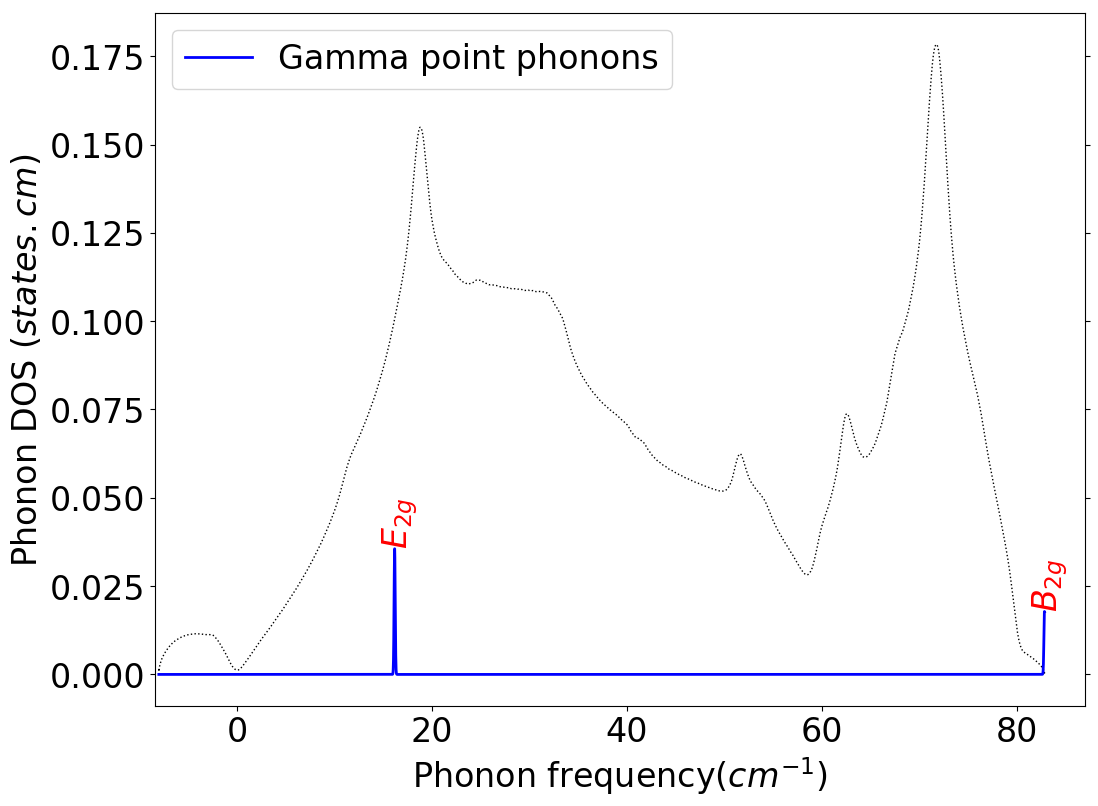 Gamma point phonons
Phonon DOS (states.cm)
0.175
0.150
0.125
0.100
0.075
0.050
0.025
0.000
E2g
B2g
0 20 40 60 80
Phonon frequency(cm⁻¹)